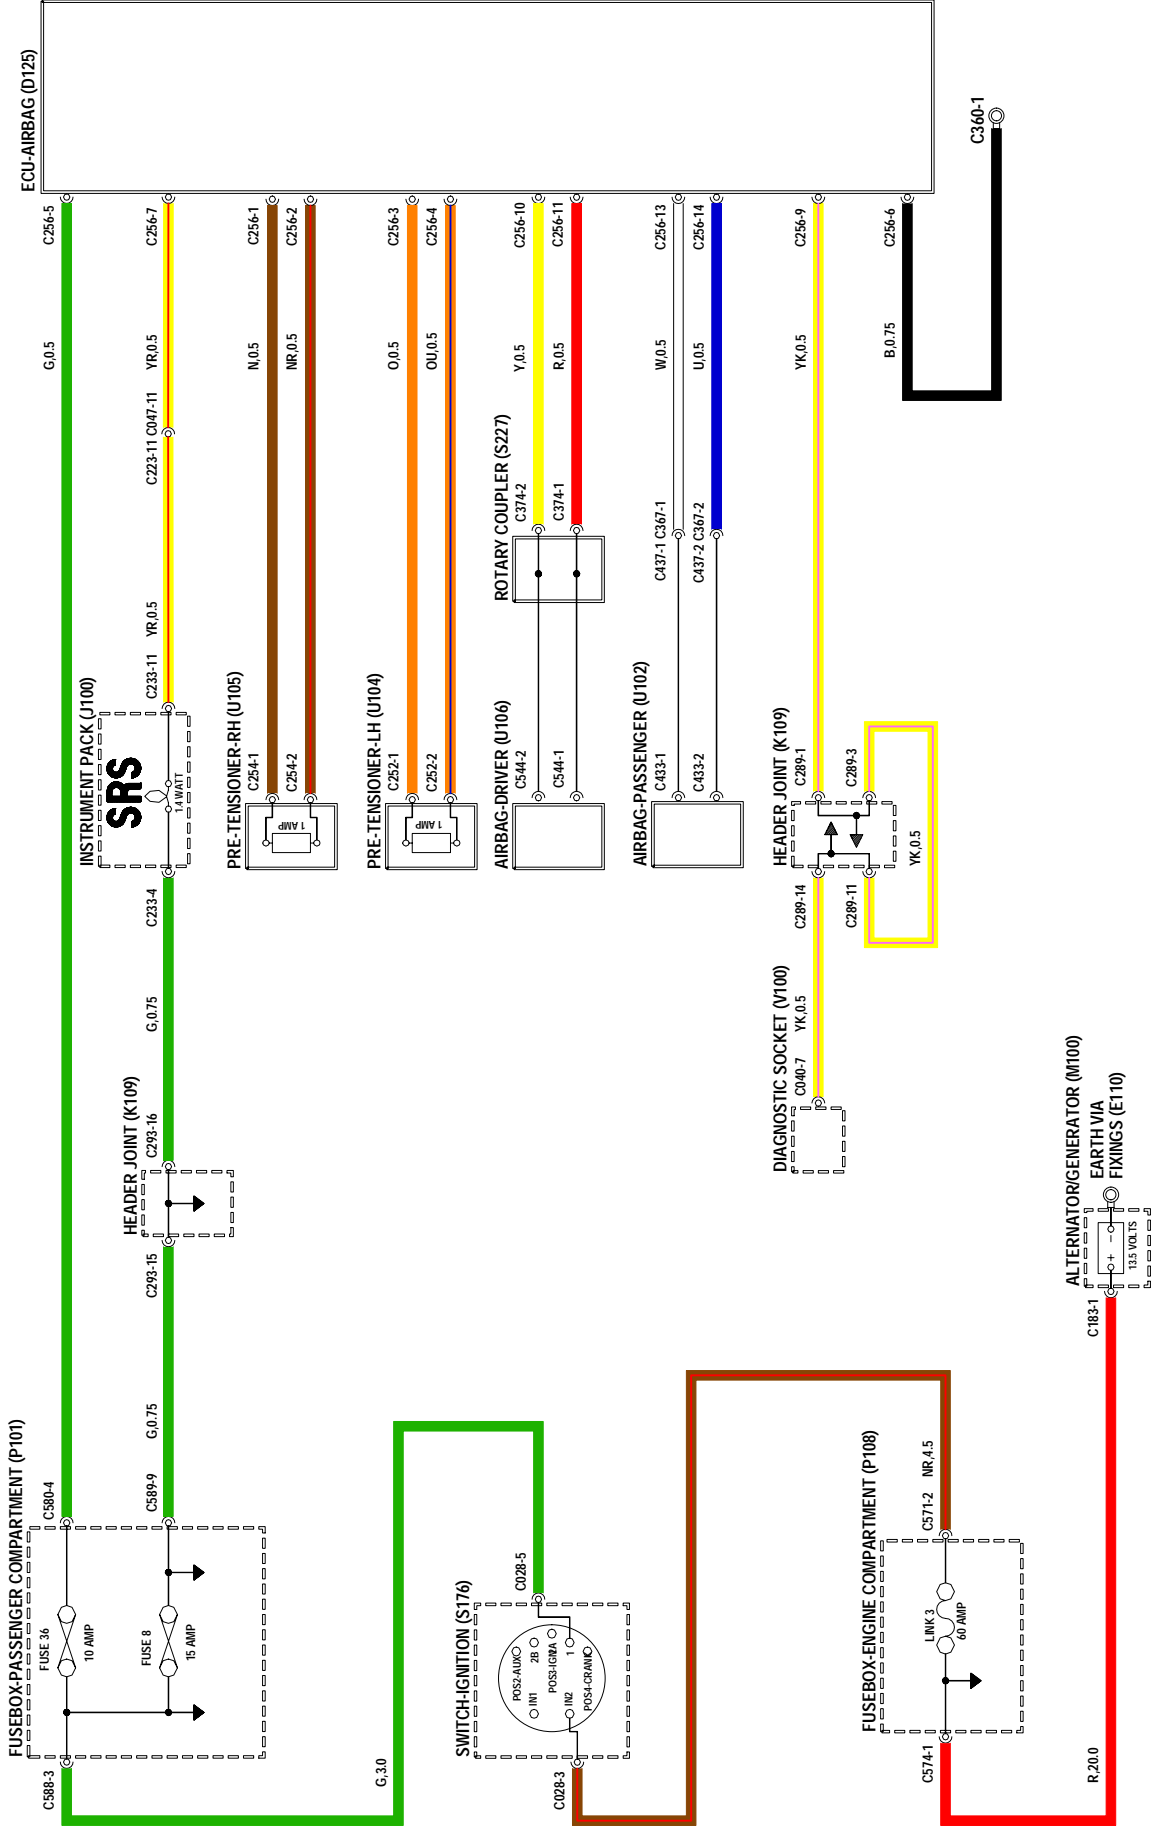 ECU-AIRBAG (D125)
C256-5
C256-7
C256-1
C256-2
C256-3
C256-4
C256-10
C256-11
C256-13
C256-14
C256-9
C256-6
C360-1
G,0.5
YR,0.5
N,0.5
NR,0.5
O,0.5
OU,0.5
Y,0.5
R,0.5
W,0.5
U,0.5
YK,0.5
B,0.75
C223-11 C047-11
ROTARY COUPLER (S227)
C374-2
C374-1
C437-1 C367-1
C437-2 C367-2
YR,0.5
C233-11
INSTRUMENT PACK (J100)
SRS
1.4 WATT
C233-4
PRE-TENSIONER-RH (U105)
C254-1
C254-2
1 AMP
PRE-TENSIONER-LH (U104)
C252-1
C252-2
1 AMP
AIRBAG-DRIVER (U106)
C544-2
C544-1
AIRBAG-PASSENGER (U102)
C433-1
C433-2
HEADER JOINT (K109)
C289-1
C289-3
C289-14
C289-11
YK,0.5
YK,0.5
DIAGNOSTIC SOCKET (V100)
C040-7
G,0.75
HEADER JOINT (K109)
C293-16
C293-15
G,0.75
ALTERNATOR/GENERATOR (M100)
EARTH VIA
FIXINGS (E110)
13.5 VOLTS
+ –
C183-1
FUSEBOX-PASSENGER COMPARTMENT (P101)
C580-4
C589-9
FUSE 36
10 AMP
FUSE 8
15 AMP
C588-3
G,3.0
SWITCH-IGNITION (S176)
C028-5
POS2-AUX
2B
POS3-IGN
2A
1
POS4-CRANK
IN1
IN2
C028-3
FUSEBOX-ENGINE COMPARTMENT (P108)
C571-2
NR,4.5
LINK 3
60 AMP
C574-1
R,20.0